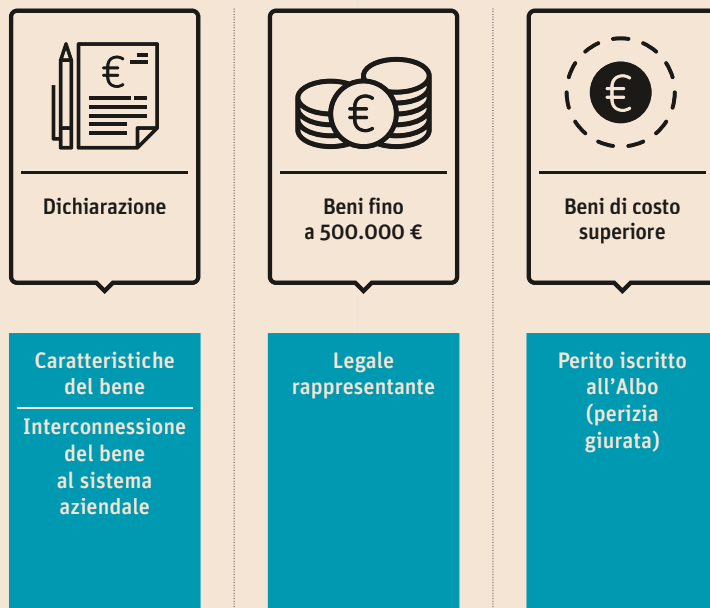 €
Dichiarazione
Caratteristiche
del bene
Interconnessione
del bene
al sistema
aziendale
€
Beni fino
a 500.000 €
Legale
rappresentante
€
Beni di costo
superiore
Perito iscritto
all’Albo
(perizia
giurata)